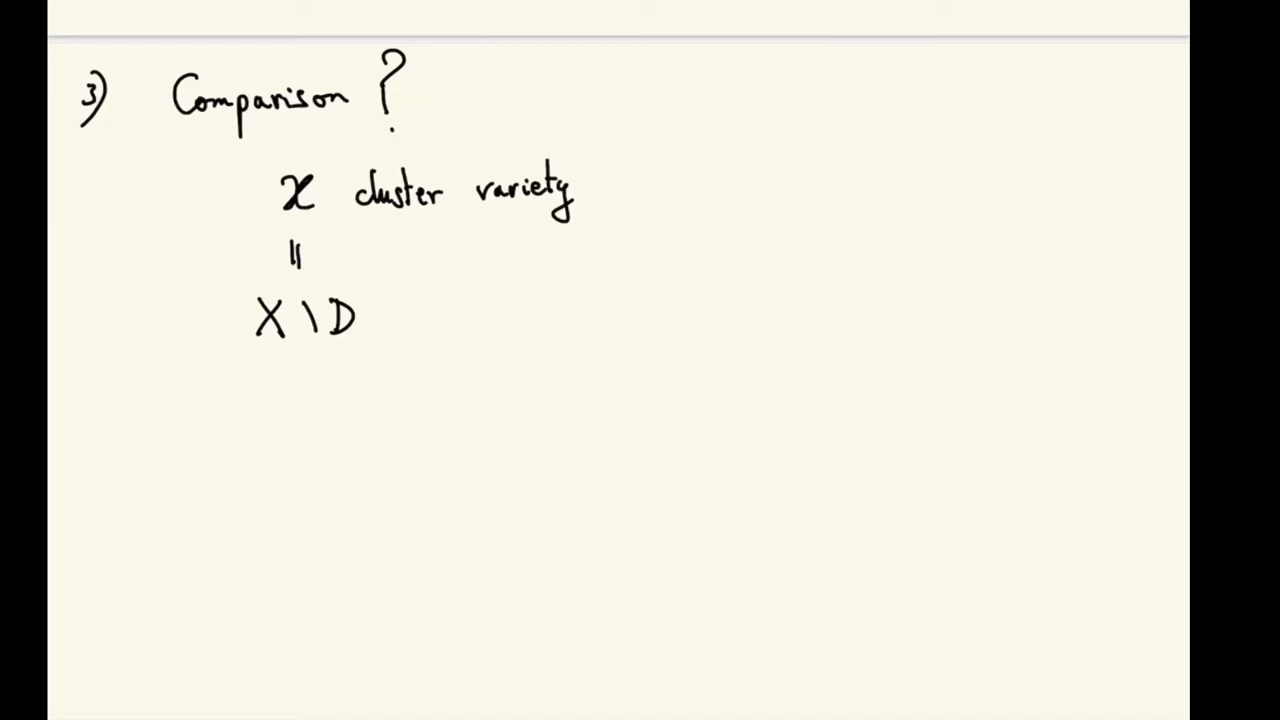 3) Comparison ?
𝒳 cluster variety
||
X \ D